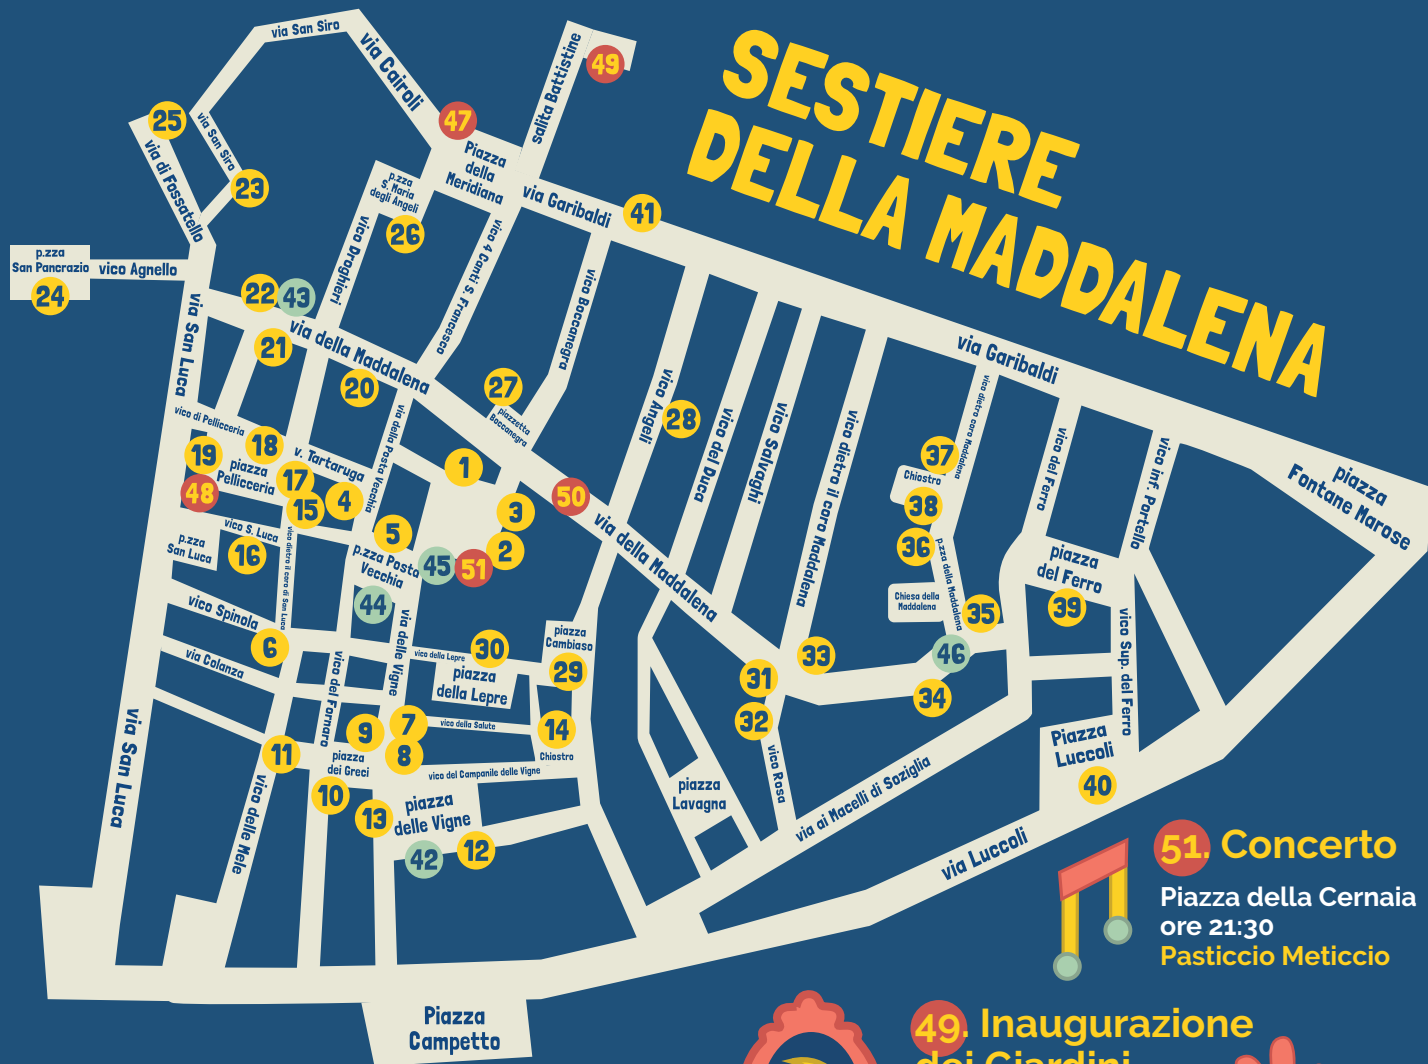 SESTIERE
DELLA MADDALENA
via San Siro
via Cairoli
salita Battistine
49
47
25
via San Siro
via di Fossatello
23
Piazza
della
Meridiana
p.zza
S. Maria
degli Angeli
26
via Garibaldi
41
p.zza
San Pancrazio
24
vico Agnello
22
43
vico Droghieri
vico 4 Canti S. Francesco
vico Boccanegra
via San Luca
21
via della Maddalena
20
27
piazzetta
Boccanegra
via Garibaldi
vico Angeli
28
vico del Duca
vico Salvaghi
vico dietro il coro Maddalena
vico dietro coro Maddalena
vico del Ferro
vico inf. Portello
piazza
Fontane Marose
vico di Pellicceria
18
19
piazza
Pellicceria
48
v. Tartaruga
17
15
4
via della Posta Vecchia
1
3
50
2
5
45
51
p.zza Posta
Vecchia
44
vico S. Luca
16
p.zza
San Luca
vico dietro il coro di San Luca
via della Maddalena
37
Chiostro
38
36
p.zza della Maddalena
Chiesa della
Maddalena
35
46
piazza
del Ferro
39
vico Sup. del Ferro
vico Spinola
6
via Colanza
vico del Fornaro
via delle Vigne
vico della Lepre
30
piazza
della Lepre
piazza
Cambiaso
29
31
32
33
34
vico Rosa
via San Luca
11
vico delle Mele
9
7
8
piazza
dei Greci
10
13
vico della Salute
14
Chiostro
vico del Campanile delle Vigne
piazza
delle Vigne
42
12
piazza
Lavagna
via ai Macelli di Soziglia
Piazza
Luccoli
40
via Luccoli
Piazza
Campetto
51. Concerto
Piazza della Cernaia
ore 21:30
Pasticcio Meticcio
49. Inaugurazione
dei Giardini